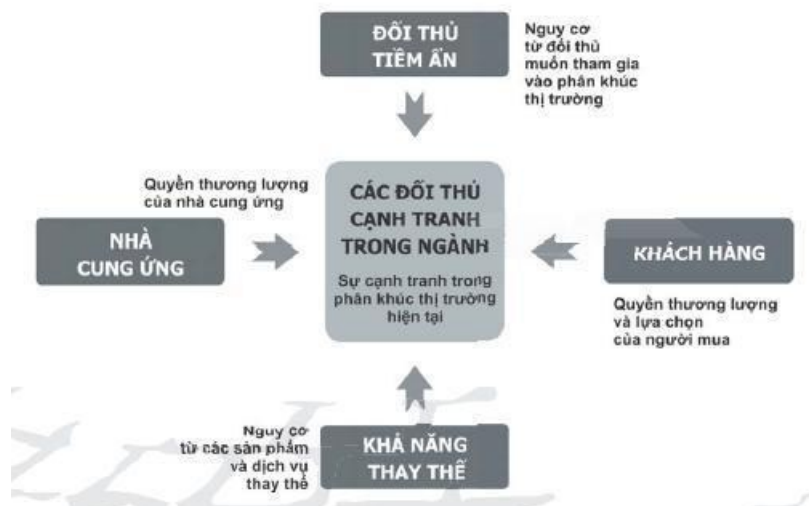 ĐỐI THỦ
TIỀM ẨN
Nguy cơ
từ đối thủ
muốn tham gia
vào phân khúc
thị trường
Quyền thương lượng
của nhà cung ứng
NHÀ
CUNG ỨNG
CÁC ĐỐI THỦ
CẠNH TRANH
TRONG NGÀNH
Sự cạnh tranh trong
phân khúc thị trường
hiện tại
KHÁCH HÀNG
Quyền thương lượng
và lựa chọn
của người mua
Nguy cơ
từ các sản phẩm
và dịch vụ
thay thế
KHẢ NĂNG
THAY THẾ